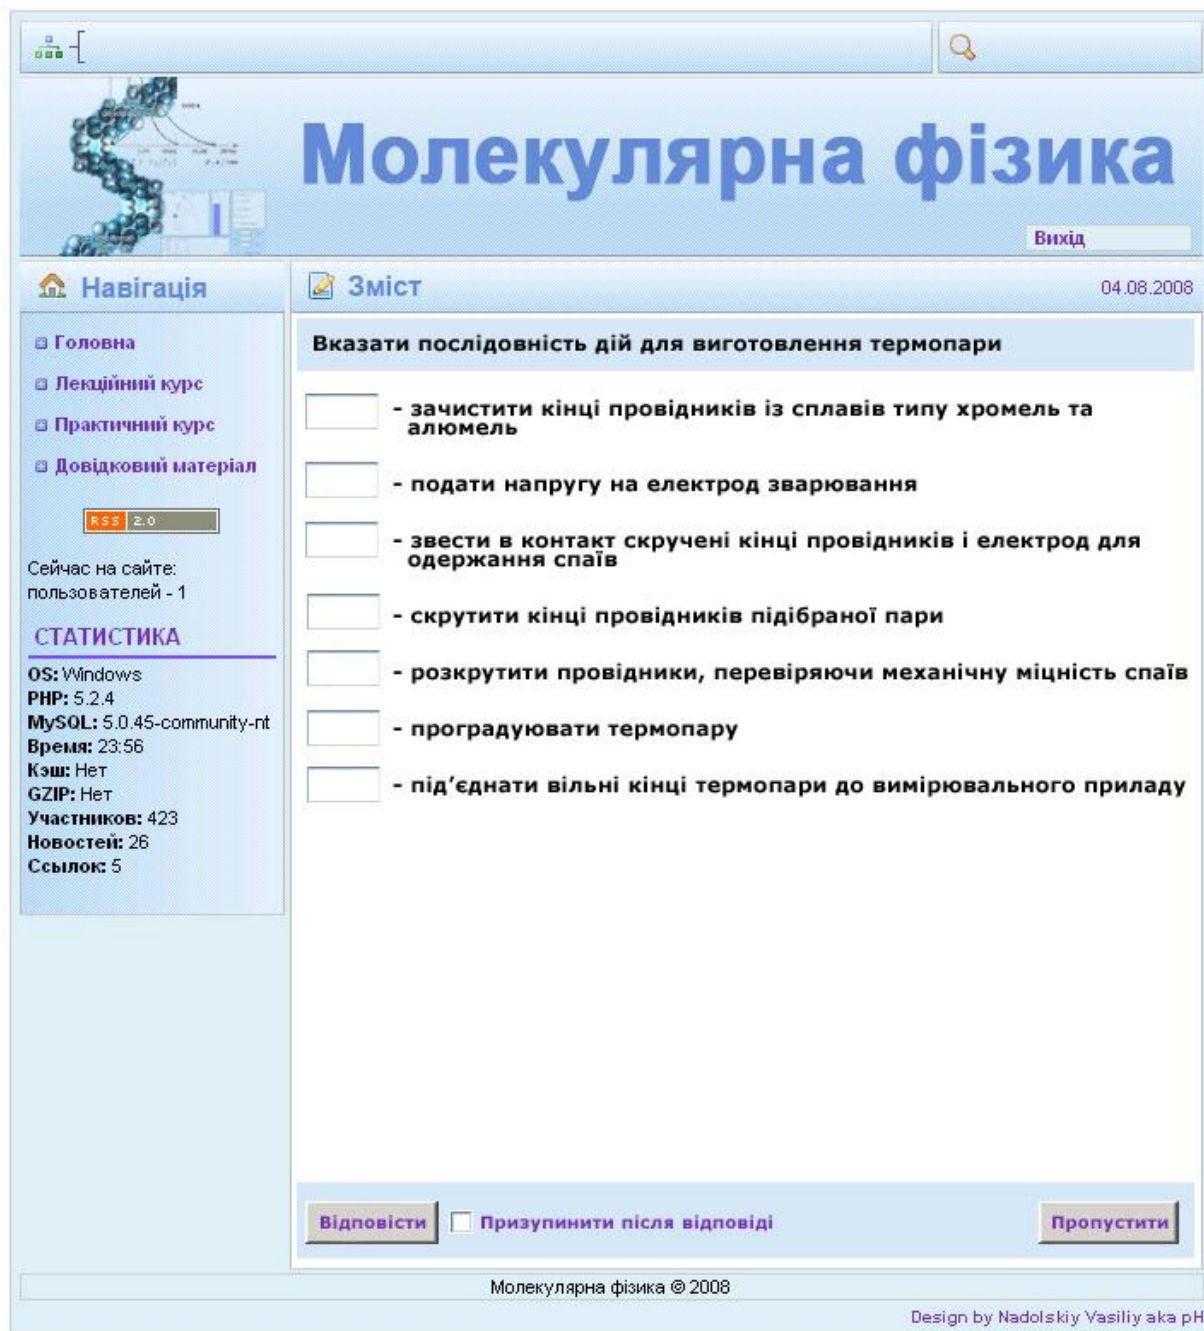 Молекулярна фізика
Вихід
Навігація
Головна
Лекційний курс
Практичний курс
Довідковий матеріал
RSS 2.0
Сейчас на сайте:
пользователей - 1
СТАТИСТИКА
OS: Windows
PHP: 5.2.4
MySQL: 5.0.45-community-nt
Время: 23:56
Кэш: Нет
GZIP: Нет
Участников: 423
Новостей: 26
Ссылок: 5
Зміст
04.08.2008
Вказати послідовність дій для виготовлення термопари
- зачистити кінці провідників із сплавів типу хромель та
алюмель
- подати напругу на електрод зварювання
- звести в контакт скручені кінці провідників і електрод для
одержання спаїв
- скрутити кінці провідників підібраної пари
- розкрутити провідники, перевіряючи механічну міцність спаїв
- проградуювати термопару
- під’єднати вільні кінці термопари до вимірювального приладу
Відповісти
Призупинити після відповіді
Пропустити
Молекулярна фізика © 2008
Design by Nadolskiy Vasiliy aka pH